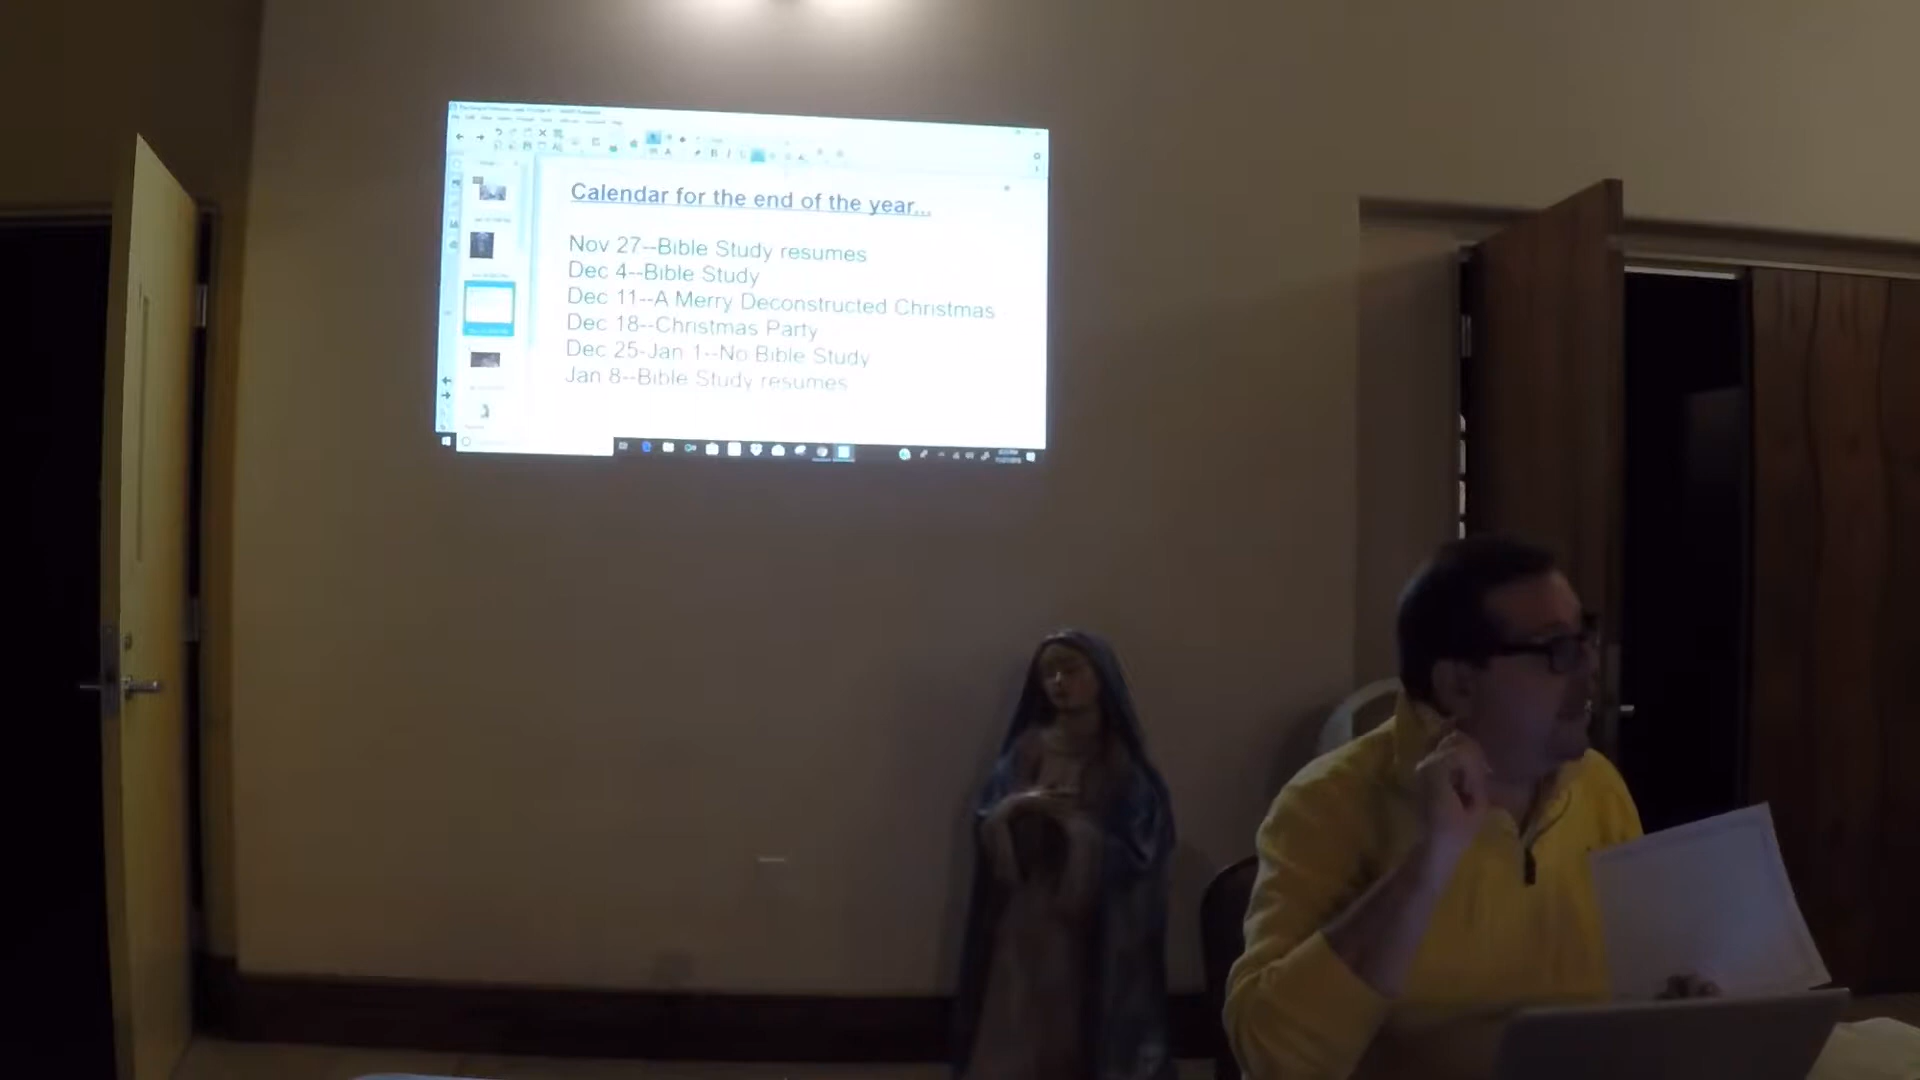 Calendar for the end of the year...
Nov 27--Bible Study resumes
Dec 4--Bible Study
Dec 11--A Merry Deconstructed Christmas
Dec 18--Christmas Party
Dec 25-Jan 1--No Bible Study
Jan 8--Bible Study resumes